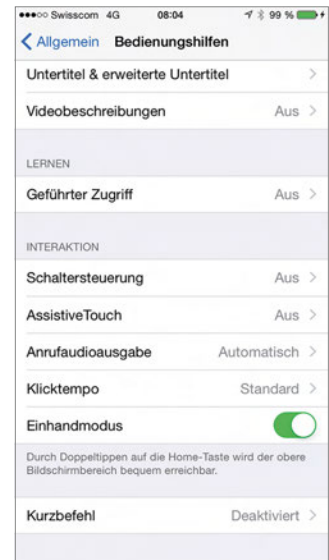 Swisscom 4G 08:04 99 %
Allgemein Bedienungshilfen
Untertitel & erweiterte Untertitel
Videobeschreibungen Aus
LERNEN
Geführter Zugriff Aus
INTERAKTION
Schaltersteuerung Aus
AssistiveTouch Aus
Anrufaudioausgabe Automatisch
Klicktempo Standard
Einhandmodus
Durch Doppeltippen auf die Home-Taste wird der obere
Bildschirmbereich bequem erreichbar.
Kurzbefehl Deaktiviert